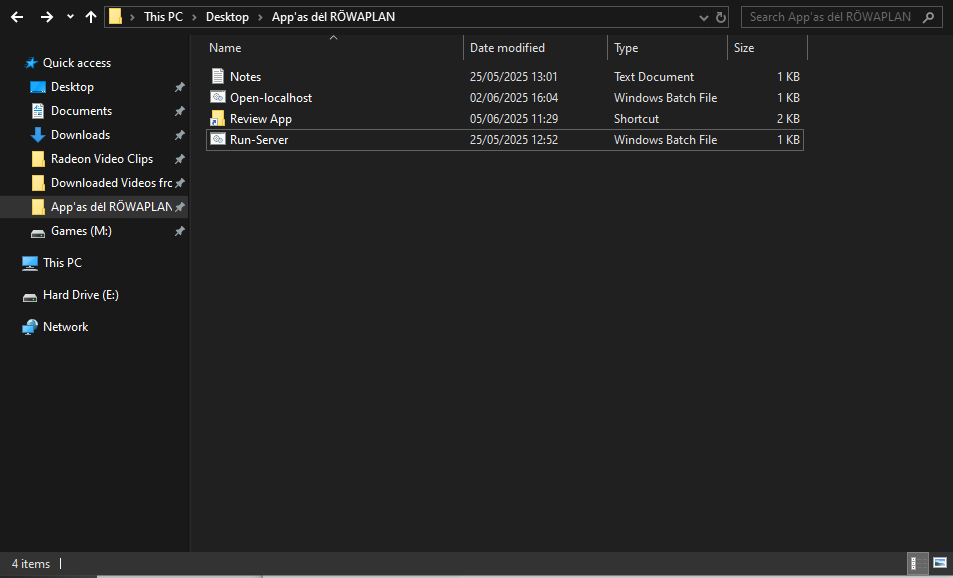 This PC > Desktop > App'as dél RÖWAPLAN
Search App'as dél RÖWAPLAN
Name Date modified Type Size
Quick access
Desktop
Documents
Downloads
Radeon Video Clips
Downloaded Videos fro
App'as dél RÖWAPLAN
Games (M:)
This PC
Hard Drive (E:)
Network
Notes 25/05/2025 13:01 Text Document 1 KB
Open-localhost 02/06/2025 16:04 Windows Batch File 1 KB
Review App 05/06/2025 11:29 Shortcut 2 KB
Run-Server 25/05/2025 12:52 Windows Batch File 1 KB
4 items